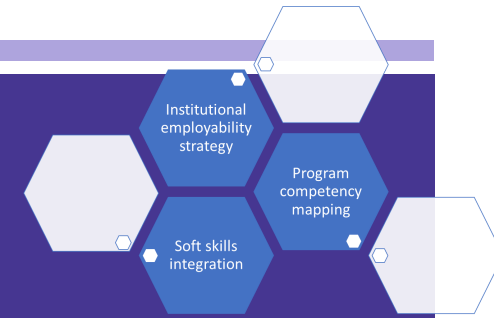 Institutional
employability
strategy
Program
competency
mapping
Soft skills
integration